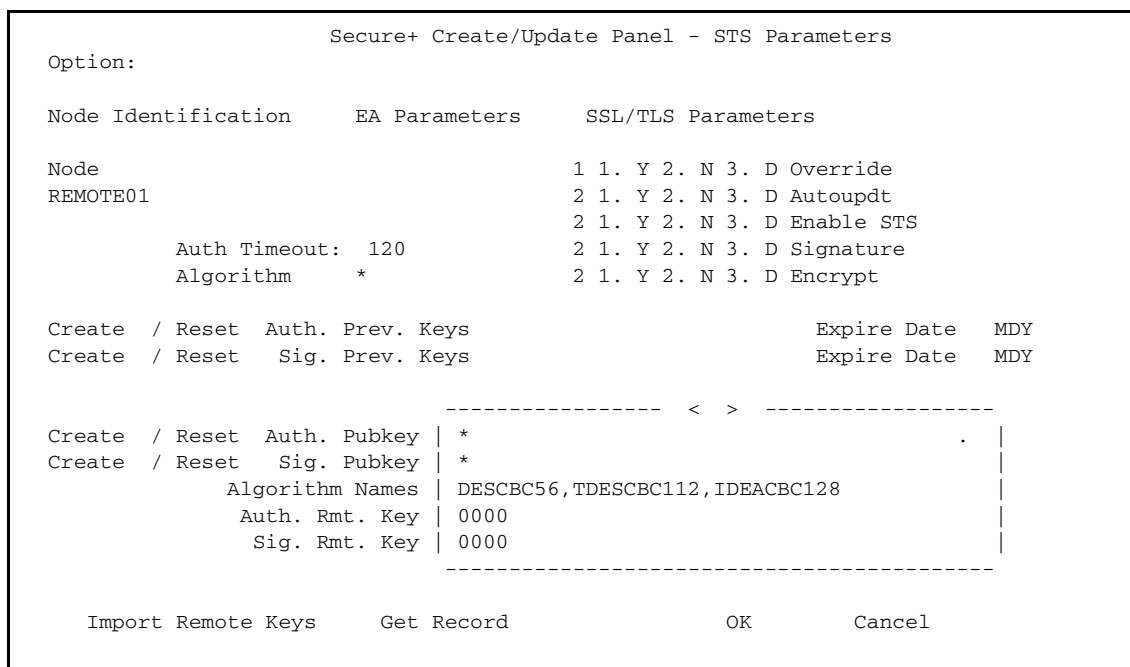 Secure+ Create/Update Panel - STS Parameters
Option:
Node Identification EA Parameters SSL/TLS Parameters
Node 1 1. Y 2. N 3. D Override
REMOTE01 2 1. Y 2. N 3. D Autoupdt
2 1. Y 2. N 3. D Enable STS
Auth Timeout: 120 2 1. Y 2. N 3. D Signature
Algorithm * 2 1. Y 2. N 3. D Encrypt
Create / Reset Auth. Prev. Keys Expire Date MDY
Create / Reset Sig. Prev. Keys Expire Date MDY
----------------- < > ------------------
Create / Reset Auth. Pubkey | * . |
Create / Reset Sig. Pubkey | * |
Algorithm Names | DESCBC56,TDESCBC112,IDEACBC128 |
Auth. Rmt. Key | 0000 |
Sig. Rmt. Key | 0000 |
-------------------------------------------
Import Remote Keys Get Record OK Cancel